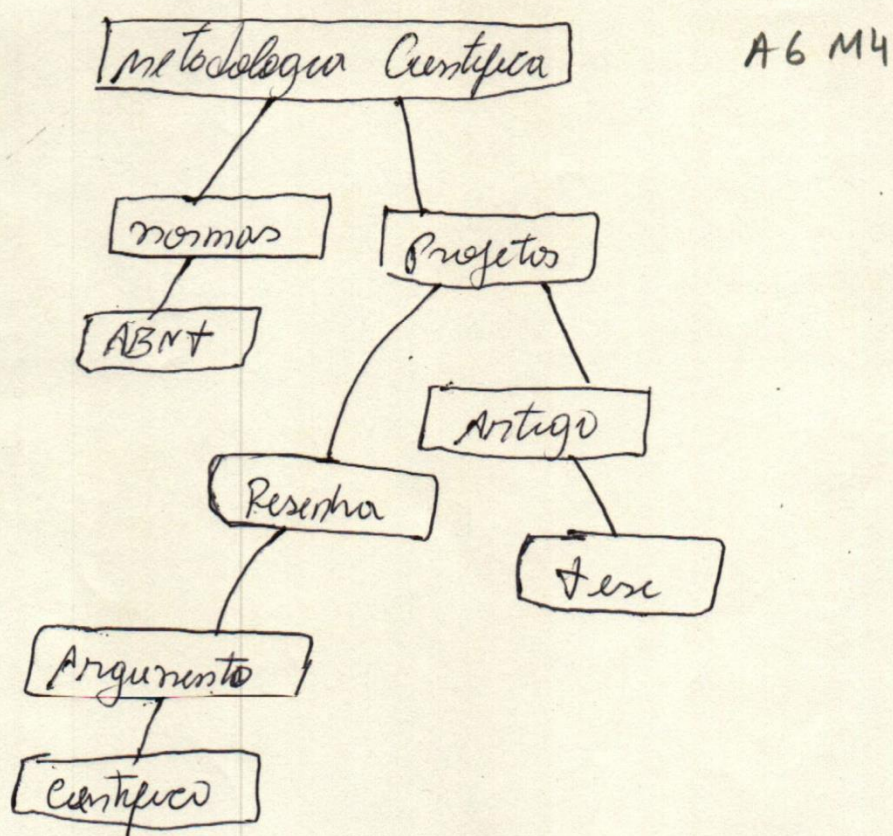 Metodologia Científica
A6 M4
normas
Projetos
ABNT
Artigo
Resenha
Tese
Argumento
Científico